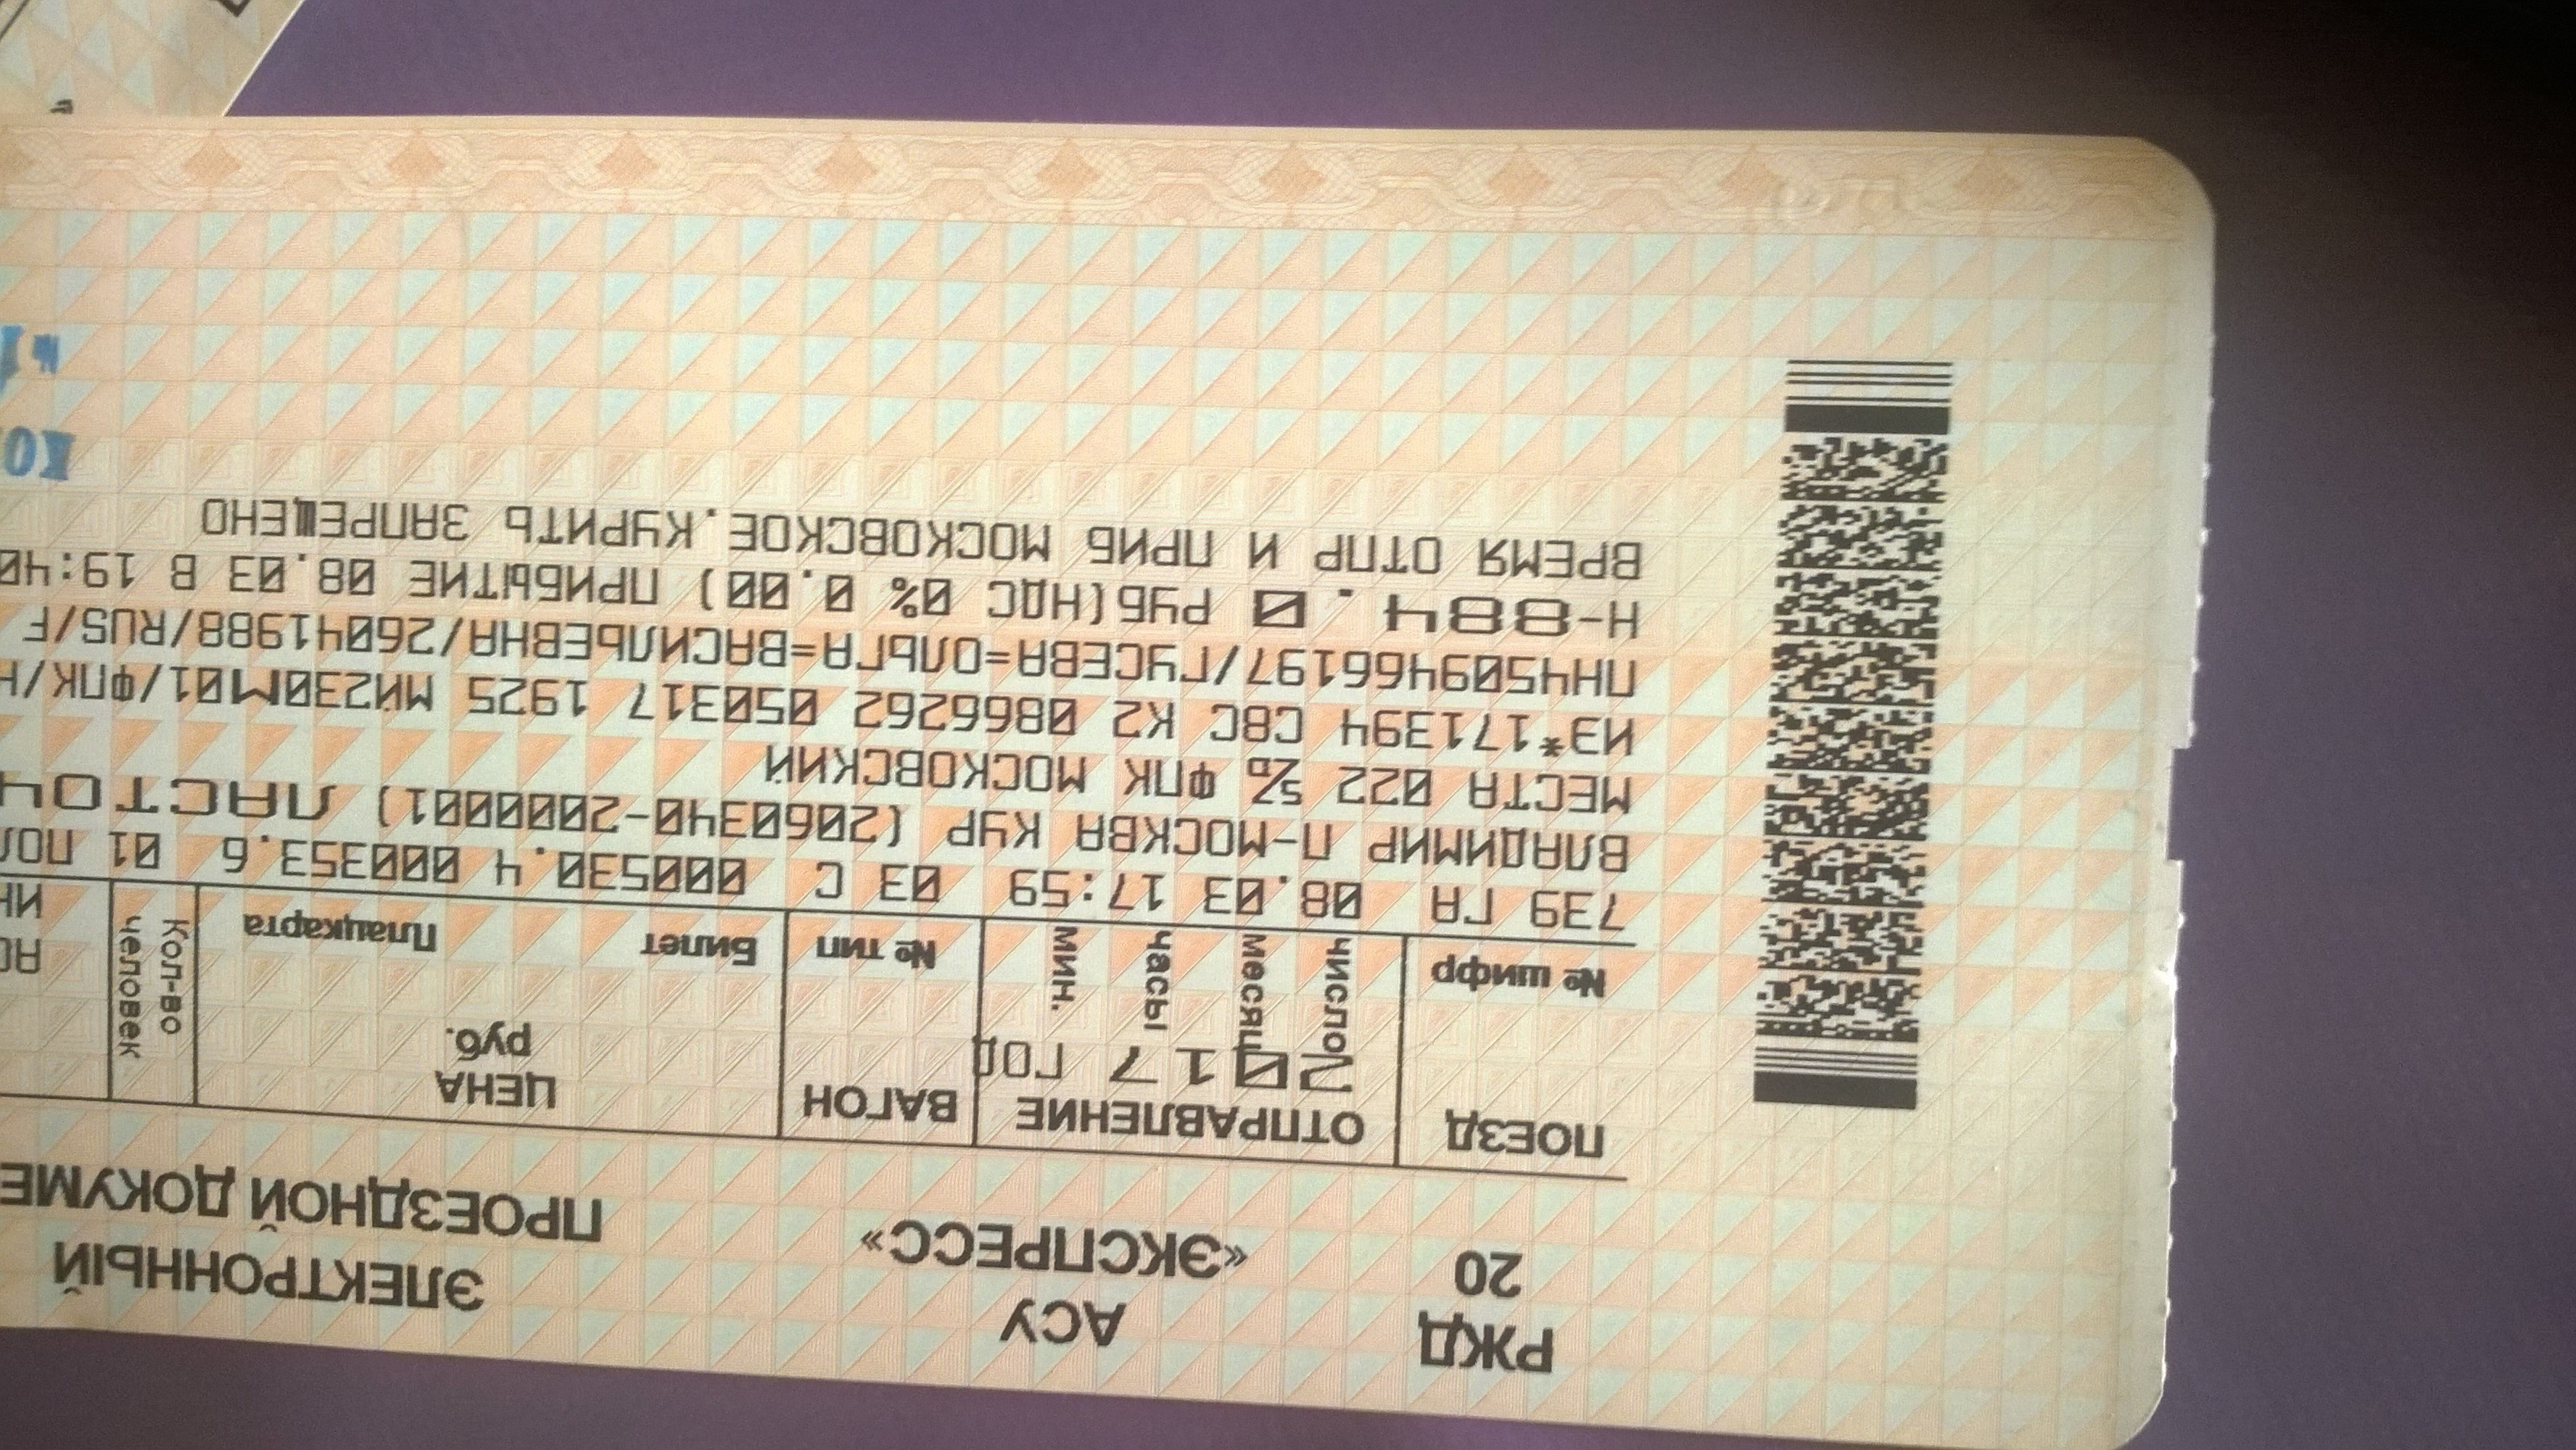 РЖД АСУ ЭЛЕКТРОННЫЙ
20 «ЭКСПРЕСС» ПРОЕЗДНОЙ ДОКУМЕ
ПОЕЗД ОТПРАВЛЕНИЕ ВАГОН ЦЕНА Кол-во человек
2017 ГОД руб.
№ шифр число месяц часы мин. № тип Билет Плацкарта
739 ГА 08.03 17:59 03 С 000530.4 000353.6 01 ПОЛ
ВЛАДИМИР П-МОСКВА КУР (2060340-2000001) ЛАСТОЧ
МЕСТА 022 ФПК МОСКОВСКИЙ
ИЭ*171394 СВС К2 0866262 050317 1925 МИ230М01/ФПК/Н
ПН4509466197/ГУСЕВА=ОЛЬГА=ВАСИЛЬЕВНА/26041988/RUS/F
Н-884.0 РУБ(НДС 0% 0.00) ПРИБЫТИЕ 08.03 В 19:40
ВРЕМЯ ОТПР И ПРИБ МОСКОВСКОЕ.КУРИТЬ ЗАПРЕЩЕНО